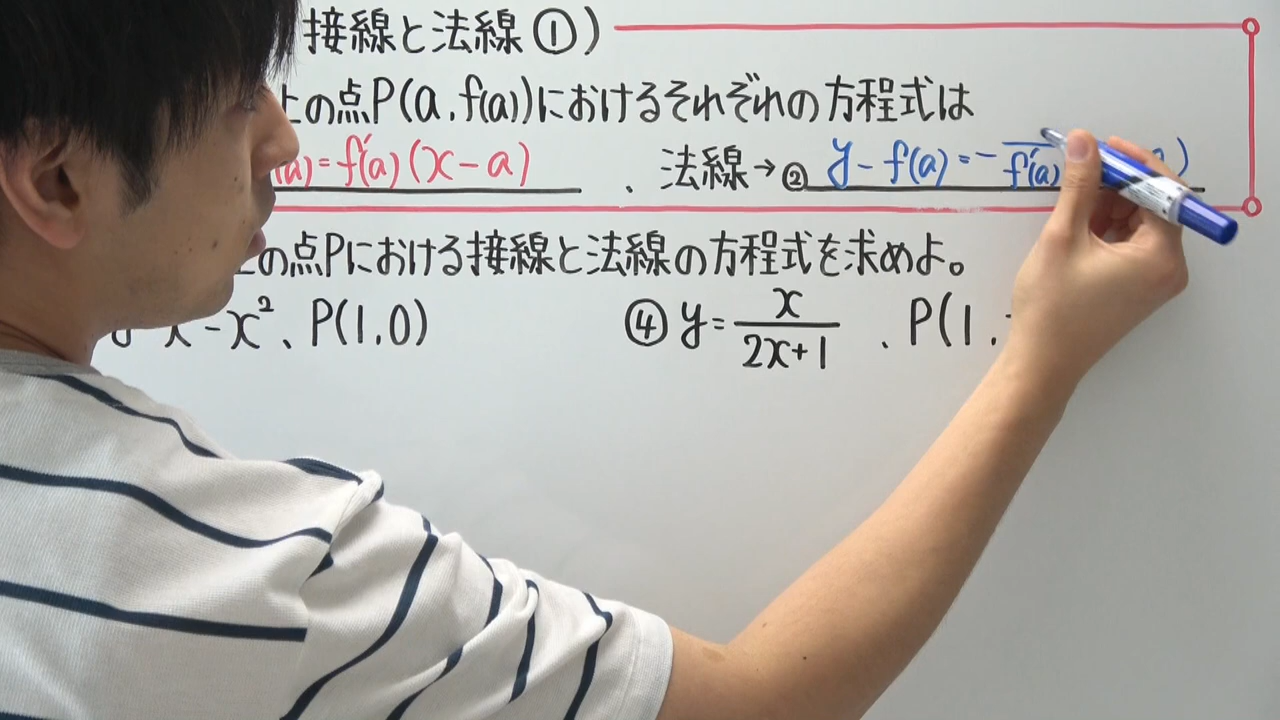 接線と法線①)
上の点P(a, f(a))におけるそれぞれの方程式は
(a) = f'(a)(x-a)、法線→② y-f(a) = - f'(a) )
上の点Pにおける接線と法線の方程式を求めよ。
x-x²、P(1,0) ④ y= x/2x+1、P(1,